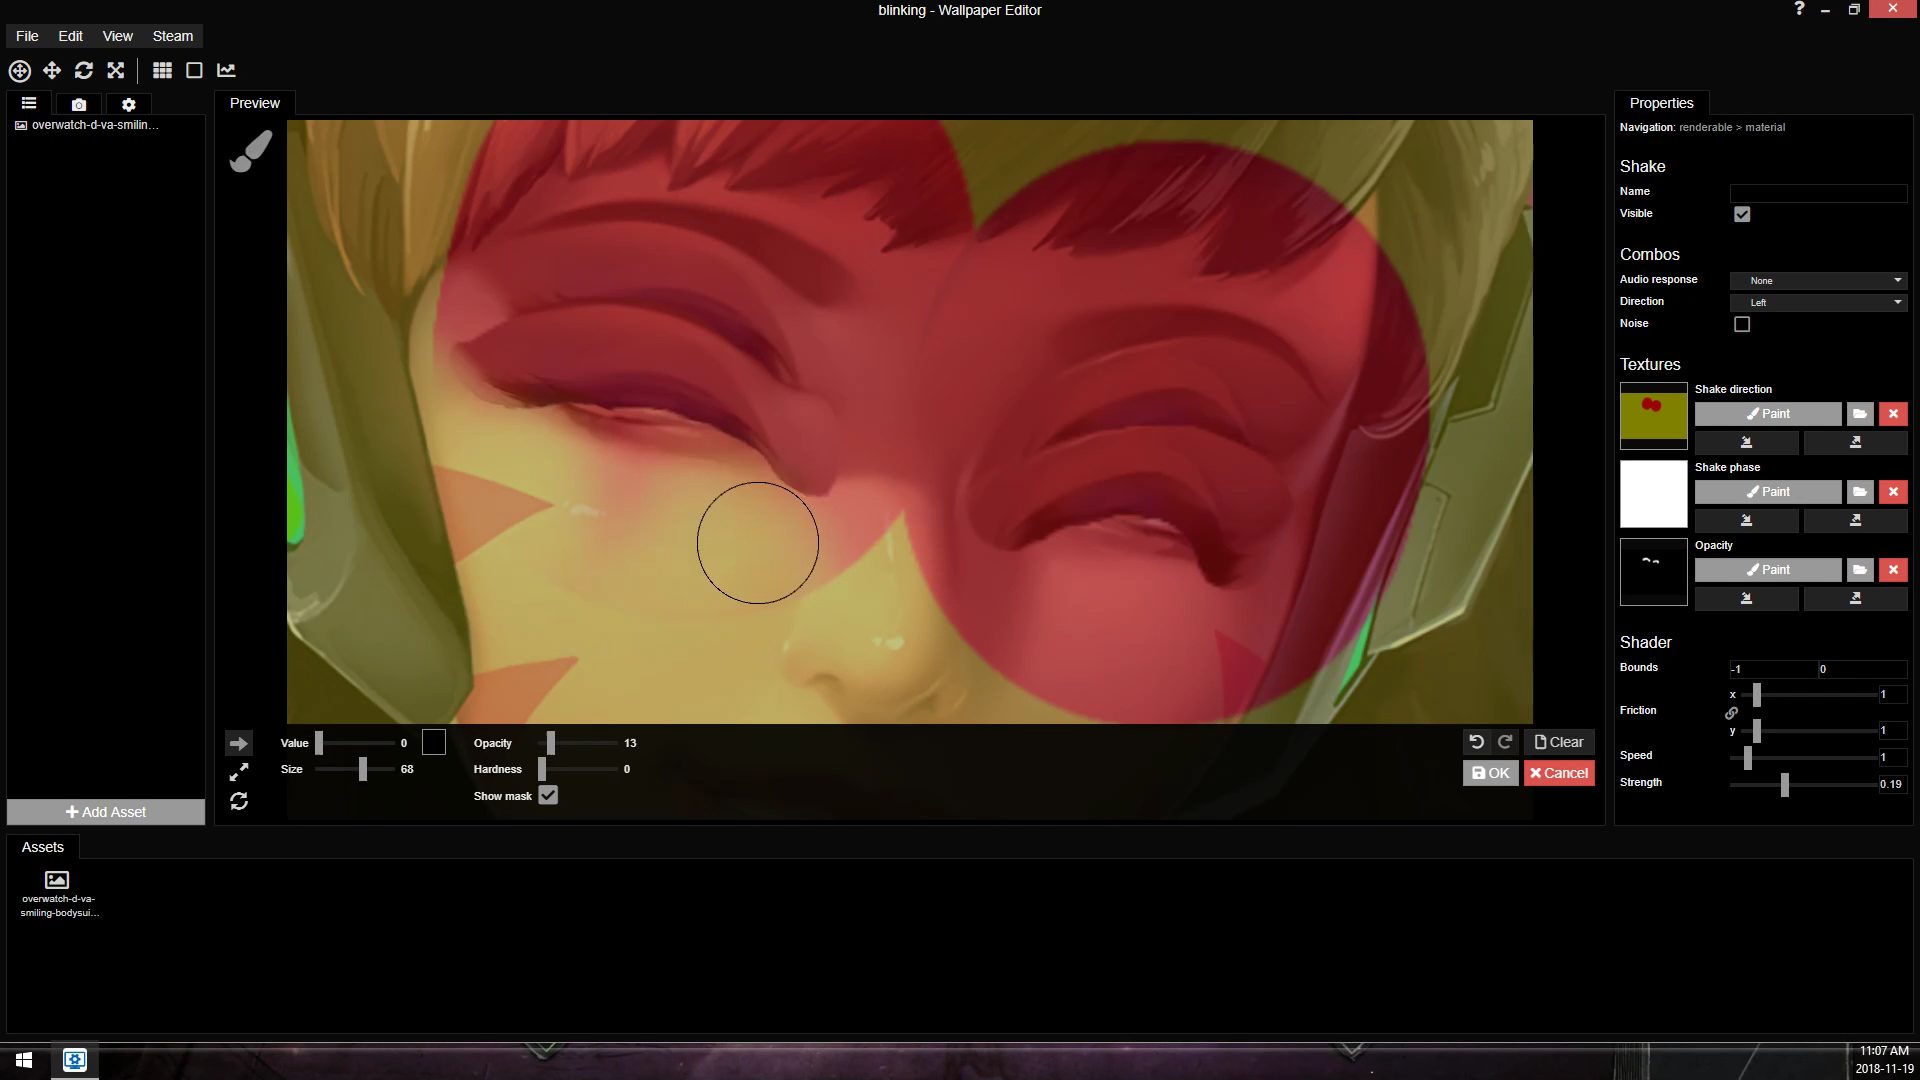 blinking - Wallpaper Editor
?
File Edit View Steam
overwatch-d-va-smilin...
Add Asset
Preview
Value 0
Size 68
Opacity 13
Hardness 0
Show mask
Clear
OK
Cancel
Properties
Navigation: renderable > material
Shake
Name
Visible
Combos
Audio response None
Direction Left
Noise
Textures
Shake direction
Paint
Shake phase
Paint
Opacity
Paint
Shader
Bounds -1 0
x 1
Friction
y 1
Speed 1
Strength 0.19
Assets
overwatch-d-va-
smiling-bodysui...
11:07 AM
2018-11-19